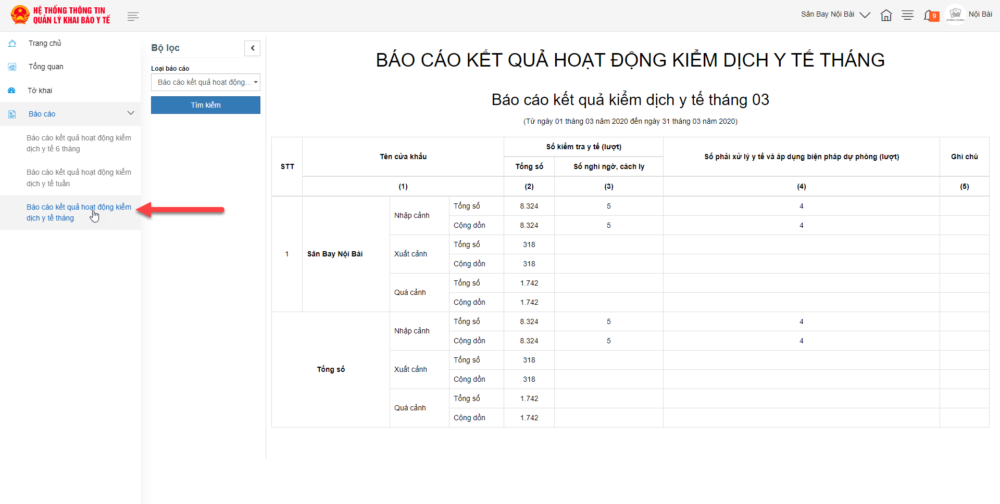 HỆ THỐNG THÔNG TIN
QUẢN LÝ KHAI BÁO Y TẾ
Sân Bay Nội Bài
9
KHÔNG CÓ ẢNH
Nội Bài
Trang chủ
Tổng quan
Tờ khai
Báo cáo
Báo cáo kết quả hoạt động kiểm
dịch y tế 6 tháng
Báo cáo kết quả hoạt động kiểm
dịch y tế tuần
Báo cáo kết quả hoạt động kiểm
dịch y tế tháng
Bộ lọc
Loại báo cáo
Báo cáo kết quả hoạt động...
Tìm kiếm
BÁO CÁO KẾT QUẢ HOẠT ĐỘNG KIỂM DỊCH Y TẾ THÁNG
Báo cáo kết quả kiểm dịch y tế tháng 03
(Từ ngày 01 tháng 03 năm 2020 đến ngày 31 tháng 03 năm 2020)
STT Tên cửa khẩu Số kiểm tra y tế (lượt) Số phải xử lý y tế và áp dụng biện pháp dự phòng (lượt) Ghi chú
Tổng số Số nghi ngờ, cách ly
(1) (2) (3) (4) (5)
1 Sân Bay Nội Bài Nhập cảnh Tổng số 8.324 5 4
Cộng dồn 8.324 5 4
Xuất cảnh Tổng số 318
Cộng dồn 318
Quá cảnh Tổng số 1.742
Cộng dồn 1.742
Tổng số Nhập cảnh Tổng số 8.324 5 4
Cộng dồn 8.324 5 4
Xuất cảnh Tổng số 318
Cộng dồn 318
Quá cảnh Tổng số 1.742
Cộng dồn 1.742